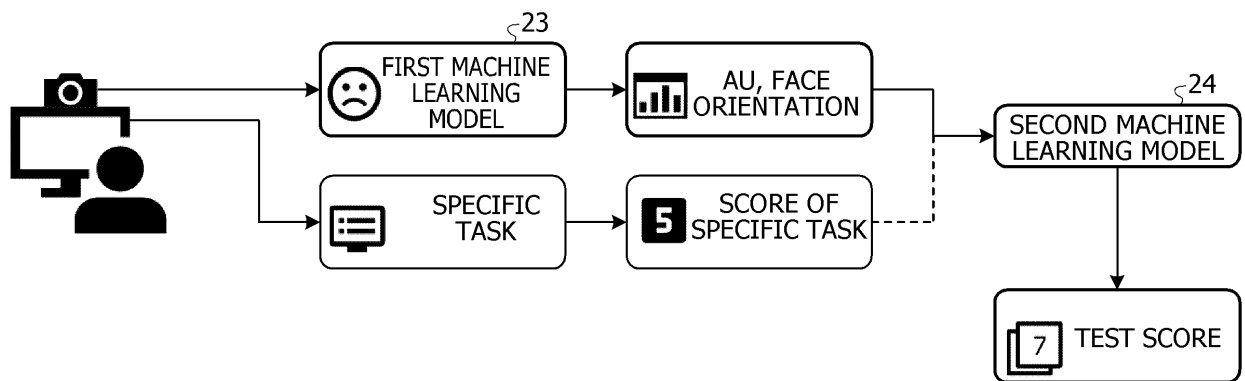 23
FIRST MACHINE
LEARNING
MODEL
AU, FACE
ORIENTATION
24
SECOND MACHINE
LEARNING MODEL
SPECIFIC
TASK
5
SCORE OF
SPECIFIC TASK
7
TEST SCORE